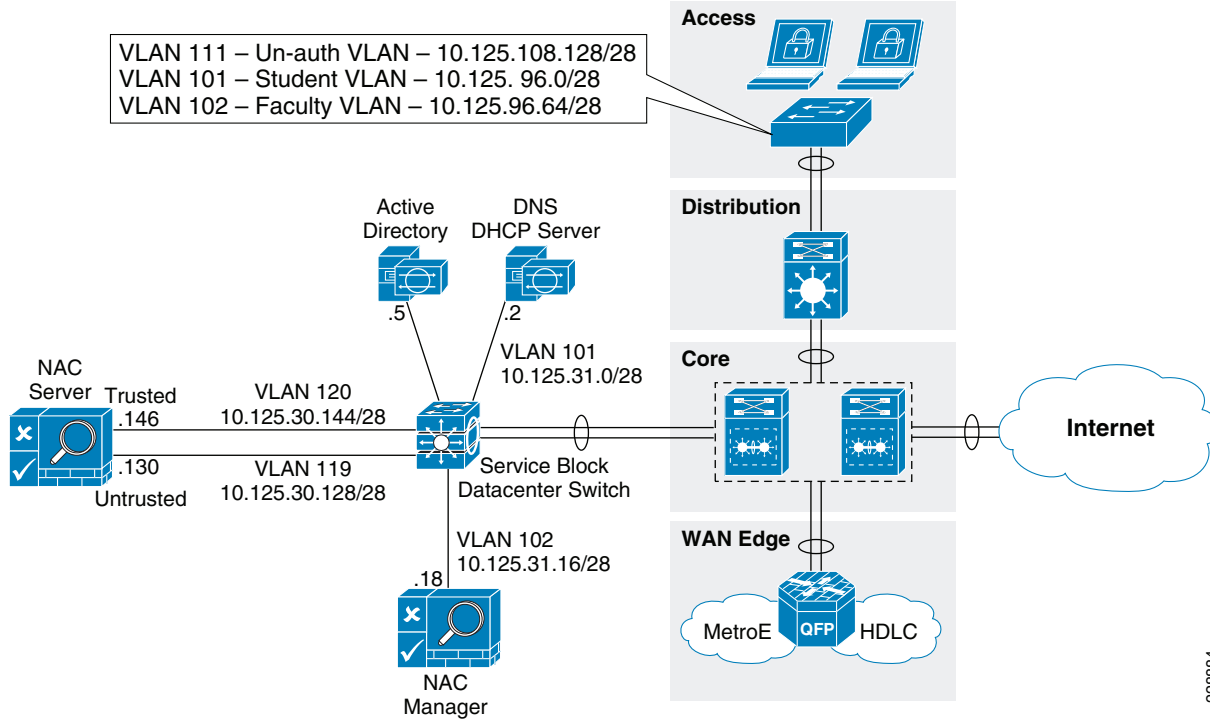 Access
VLAN 111 – Un-auth VLAN – 10.125.108.128/28
VLAN 101 – Student VLAN – 10.125. 96.0/28
VLAN 102 – Faculty VLAN – 10.125.96.64/28
Distribution
Active
Directory
DNS
DHCP Server
.5
.2
VLAN 101
10.125.31.0/28
Core
NAC
Server
Trusted
.146
VLAN 120
10.125.30.144/28
.130
Untrusted
VLAN 119
10.125.30.128/28
Service Block
Datacenter Switch
Internet
VLAN 102
10.125.31.16/28
.18
NAC
Manager
WAN Edge
MetroE
QFP
HDLC